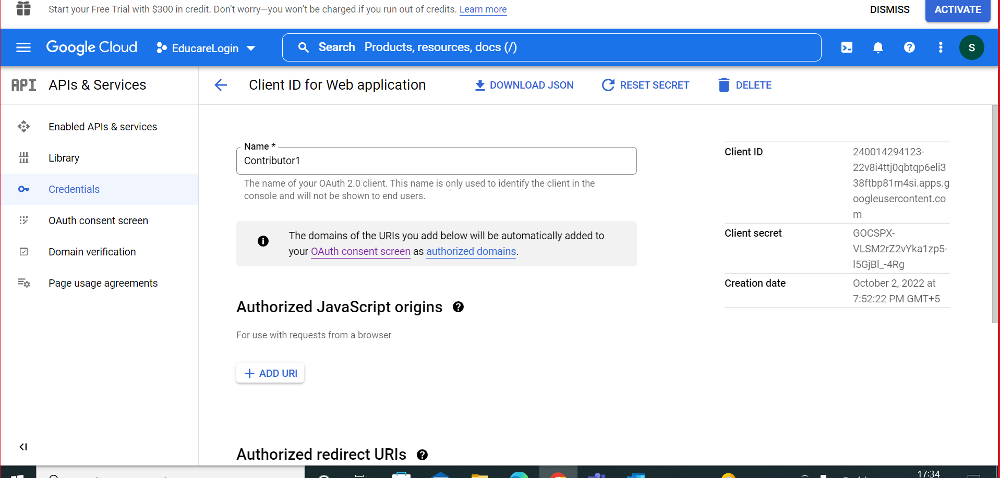 Start your Free Trial with $300 in credit. Don’t worry—you won’t be charged if you run out of credits. Learn more
DISMISS
ACTIVATE
Google Cloud
EducareLogin
Search Products, resources, docs (/)
S
API APIs & Services
Client ID for Web application
DOWNLOAD JSON
RESET SECRET
DELETE
Enabled APIs & services
Library
Credentials
OAuth consent screen
Domain verification
Page usage agreements
Name *
Contributor1
The name of your OAuth 2.0 client. This name is only used to identify the client in the
console and will not be shown to end users.
The domains of the URIs you add below will be automatically added to
your OAuth consent screen as authorized domains.
Authorized JavaScript origins
For use with requests from a browser
ADD URI
Authorized redirect URIs
Client ID
240014294123-
22v8i4ttj0qbtqp6eli3
38ftbp81m4si.apps.g
oogleusercontent.co
m
Client secret
GOCSPX-
VLSM2rZ2vYka1zp5-
l5GjBl_-4Rg
Creation date
October 2, 2022 at
7:52:22 PM GMT+5
17:34